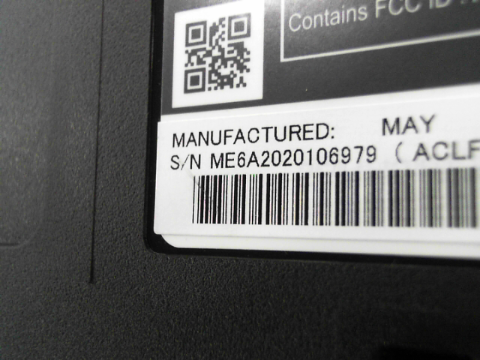 Contains FCC ID
MANUFACTURED: MAY
S/N ME6A2020106979 ( ACLF